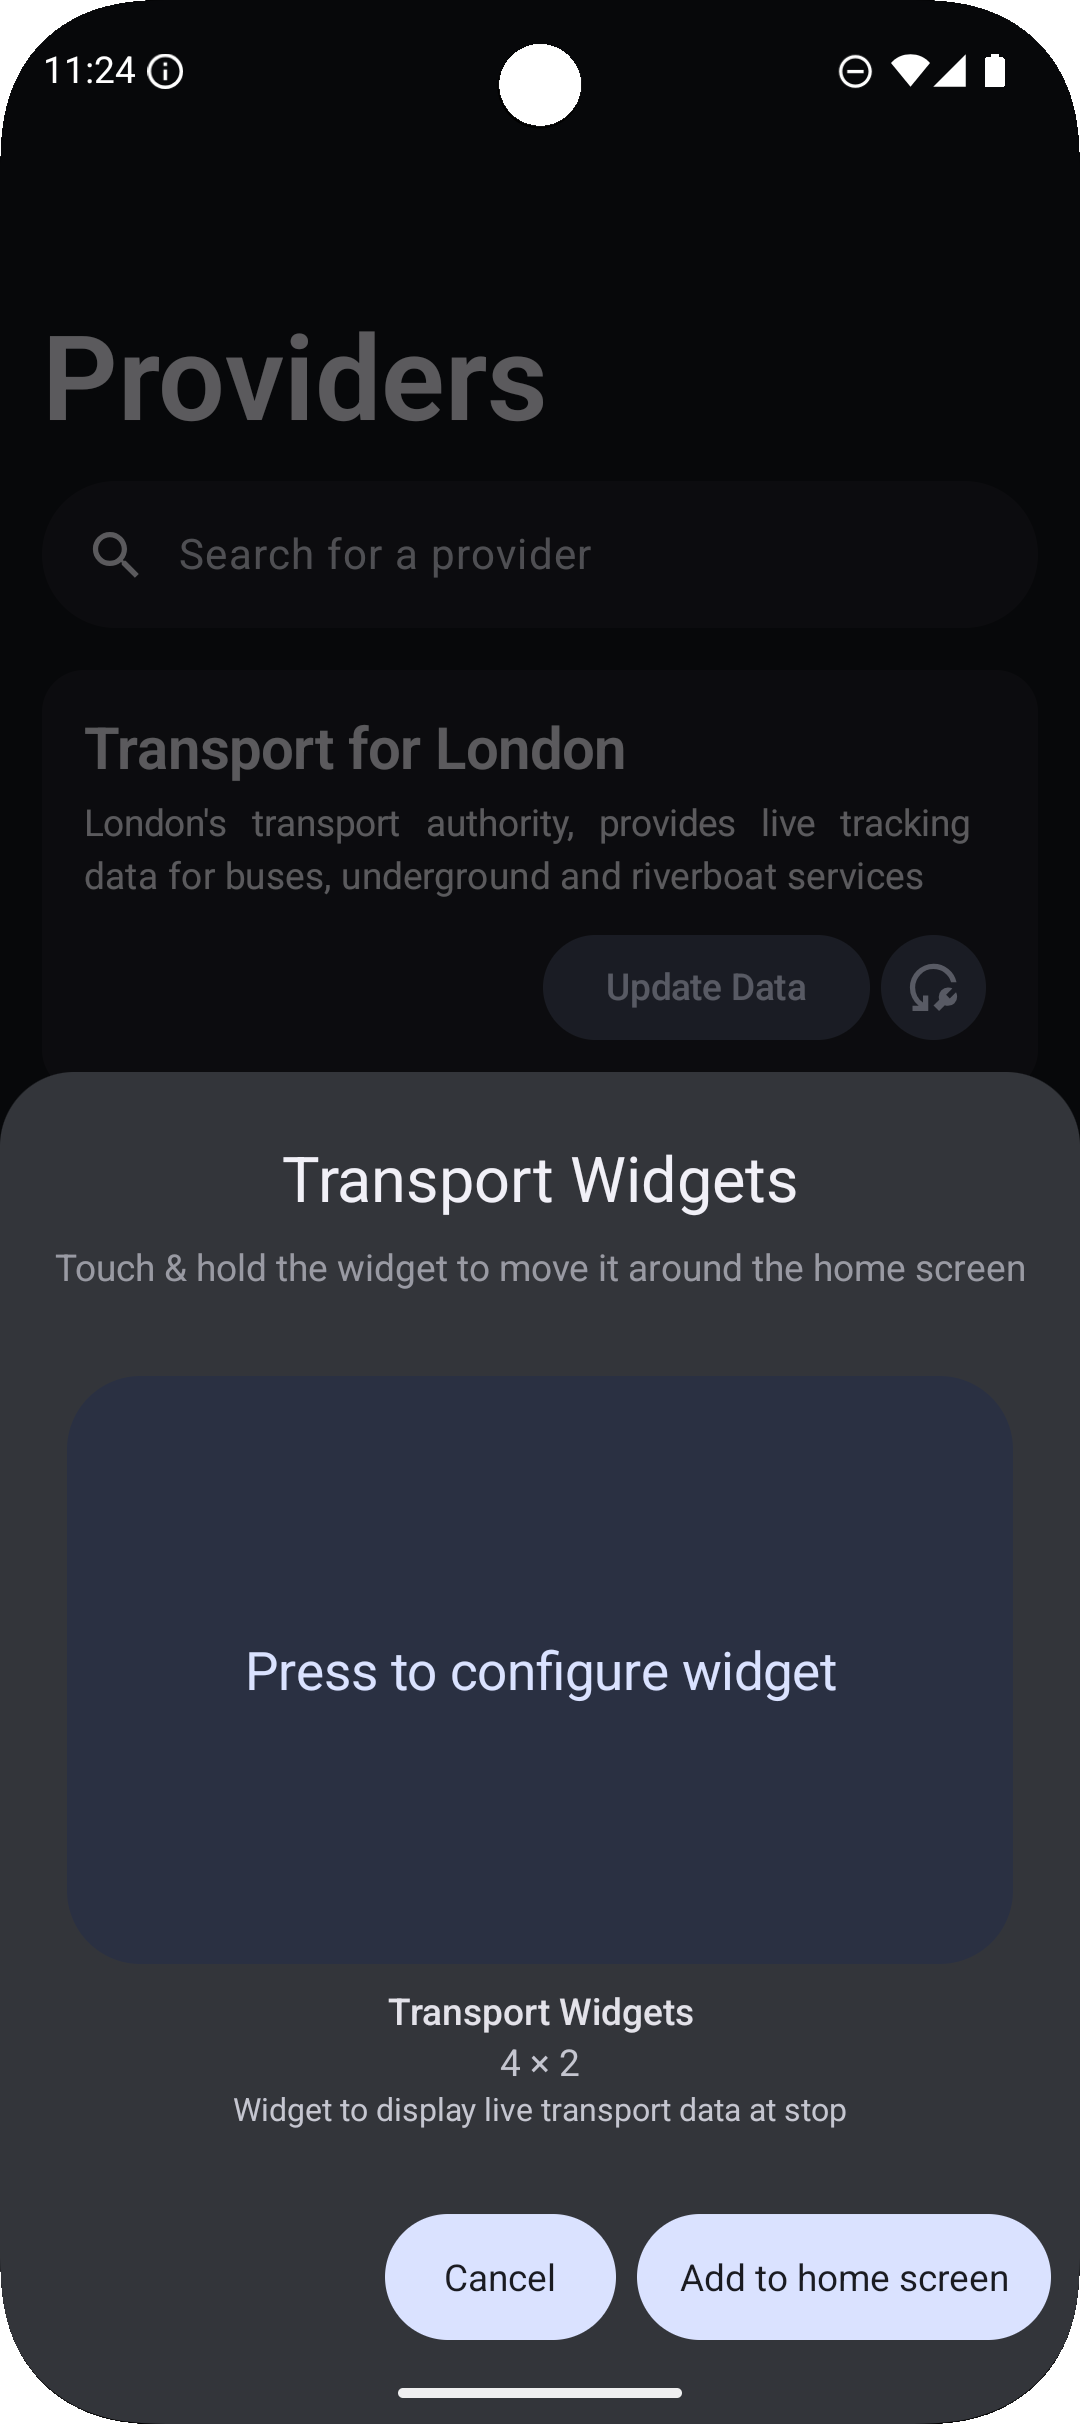 11:24
Providers
Search for a provider
Transport for London
London's transport authority, provides live tracking
data for buses, underground and riverboat services
Update Data
Transport Widgets
Touch & hold the widget to move it around the home screen
Press to configure widget
Transport Widgets
4 × 2
Widget to display live transport data at stop
Cancel
Add to home screen